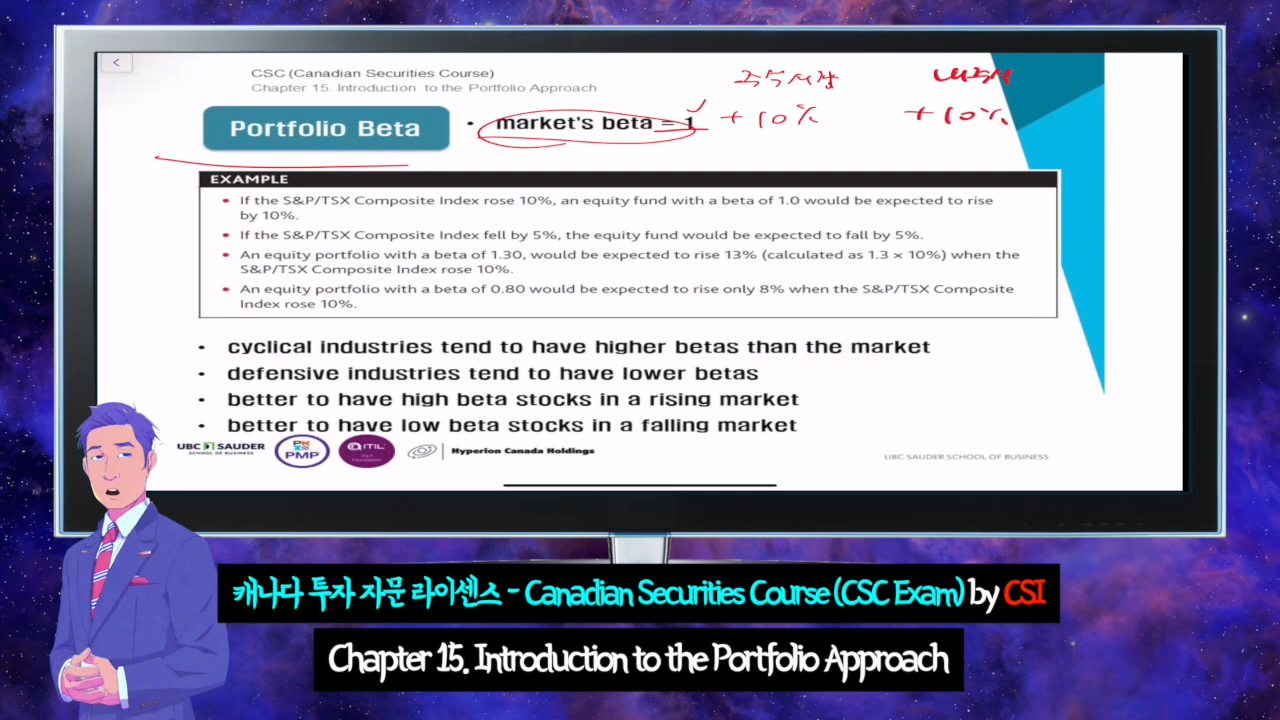 <
CSC (Canadian Securities Course)
Chapter 15. Introduction to the Portfolio Approach
주식시장
내주식
Portfolio Beta
• market's beta = 1
+10%
+10%
EXAMPLE
• If the S&P/TSX Composite Index rose 10%, an equity fund with a beta of 1.0 would be expected to rise
by 10%.
• If the S&P/TSX Composite Index fell by 5%, the equity fund would be expected to fall by 5%.
• An equity portfolio with a beta of 1.30, would be expected to rise 13% (calculated as 1.3 × 10%) when the
S&P/TSX Composite Index rose 10%.
• An equity portfolio with a beta of 0.80 would be expected to rise only 8% when the S&P/TSX Composite
Index rose 10%.
• cyclical industries tend to have higher betas than the market
• defensive industries tend to have lower betas
• better to have high beta stocks in a rising market
• better to have low beta stocks in a falling market
UBC SAUDER
SCHOOL OF BUSINESS
PMP
ITIL
Foundation
Hyperion Canada Holdings
UBC SAUDER SCHOOL OF BUSINESS
캐나다 투자 자문 라이센스 - Canadian Securities Course (CSC Exam) by CSI
Chapter 15. Introduction to the Portfolio Approach